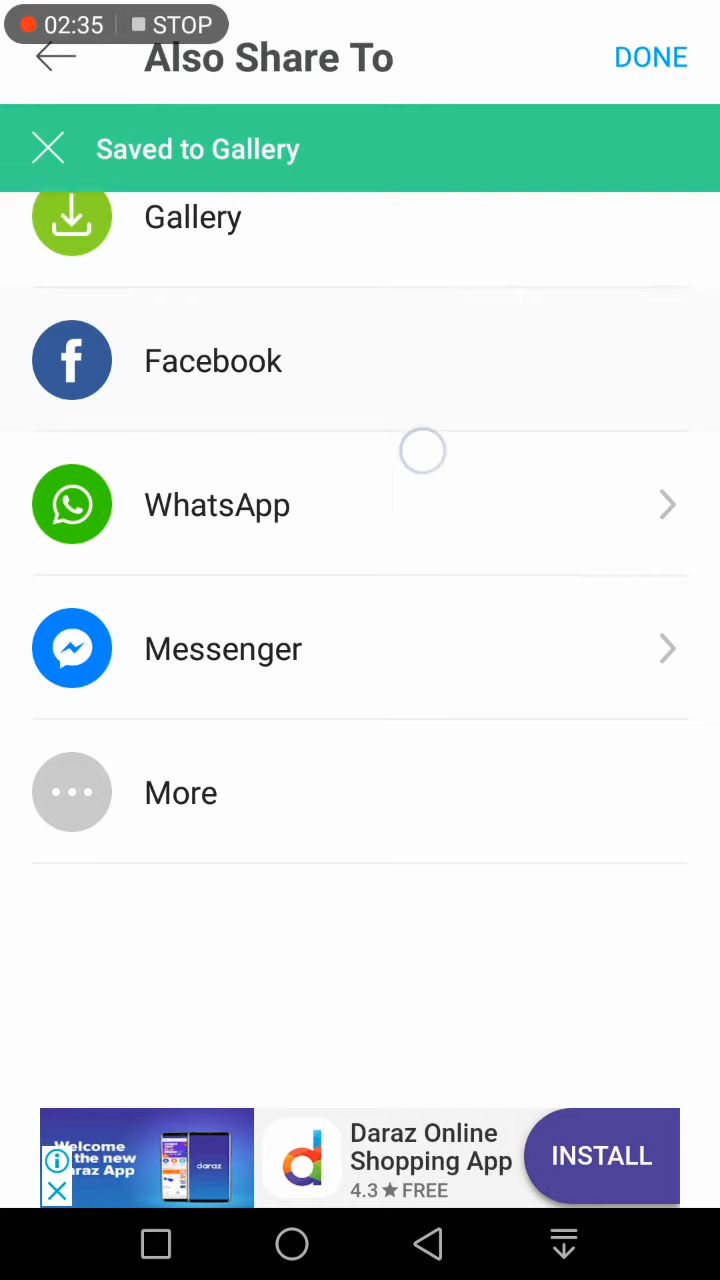 02:35 STOP
Also Share To
DONE
Saved to Gallery
Gallery
Facebook
WhatsApp
Messenger
More
Welcome
the new
araz App
daraz
Daraz Online
Shopping App
4.3★FREE
INSTALL